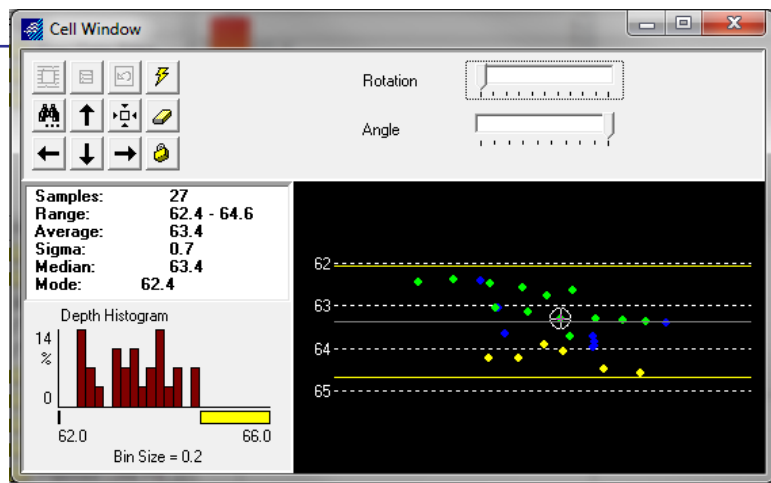 Cell Window
Rotation
Angle
Samples: 27
Range: 62.4 - 64.6
Average: 63.4
Sigma: 0.7
Median: 63.4
Mode: 62.4
Depth Histogram
14
%
0
62.0 66.0
Bin Size = 0.2
62
63
64
65